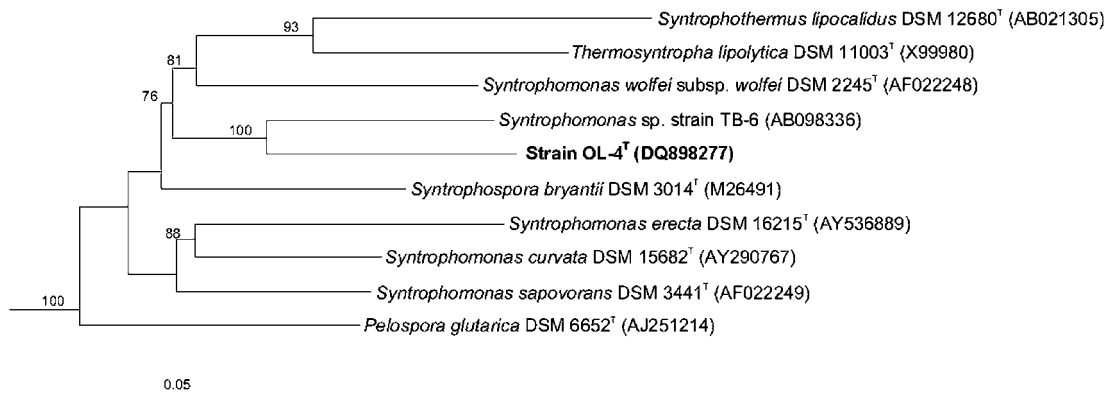 93
Syntrophothermus lipocalidus DSM 12680ᵀ (AB021305)
Thermosyntropha lipolytica DSM 11003ᵀ (X99980)
81
Syntrophomonas wolfei subsp. wolfei DSM 2245ᵀ (AF022248)
76
Syntrophomonas sp. strain TB-6 (AB098336)
100
Strain OL-4ᵀ (DQ898277)
Syntrophospora bryantii DSM 3014ᵀ (M26491)
Syntrophomonas erecta DSM 16215ᵀ (AY536889)
88
Syntrophomonas curvata DSM 15682ᵀ (AY290767)
Syntrophomonas sapovorans DSM 3441ᵀ (AF022249)
100
Pelospora glutarica DSM 6652ᵀ (AJ251214)
0.05